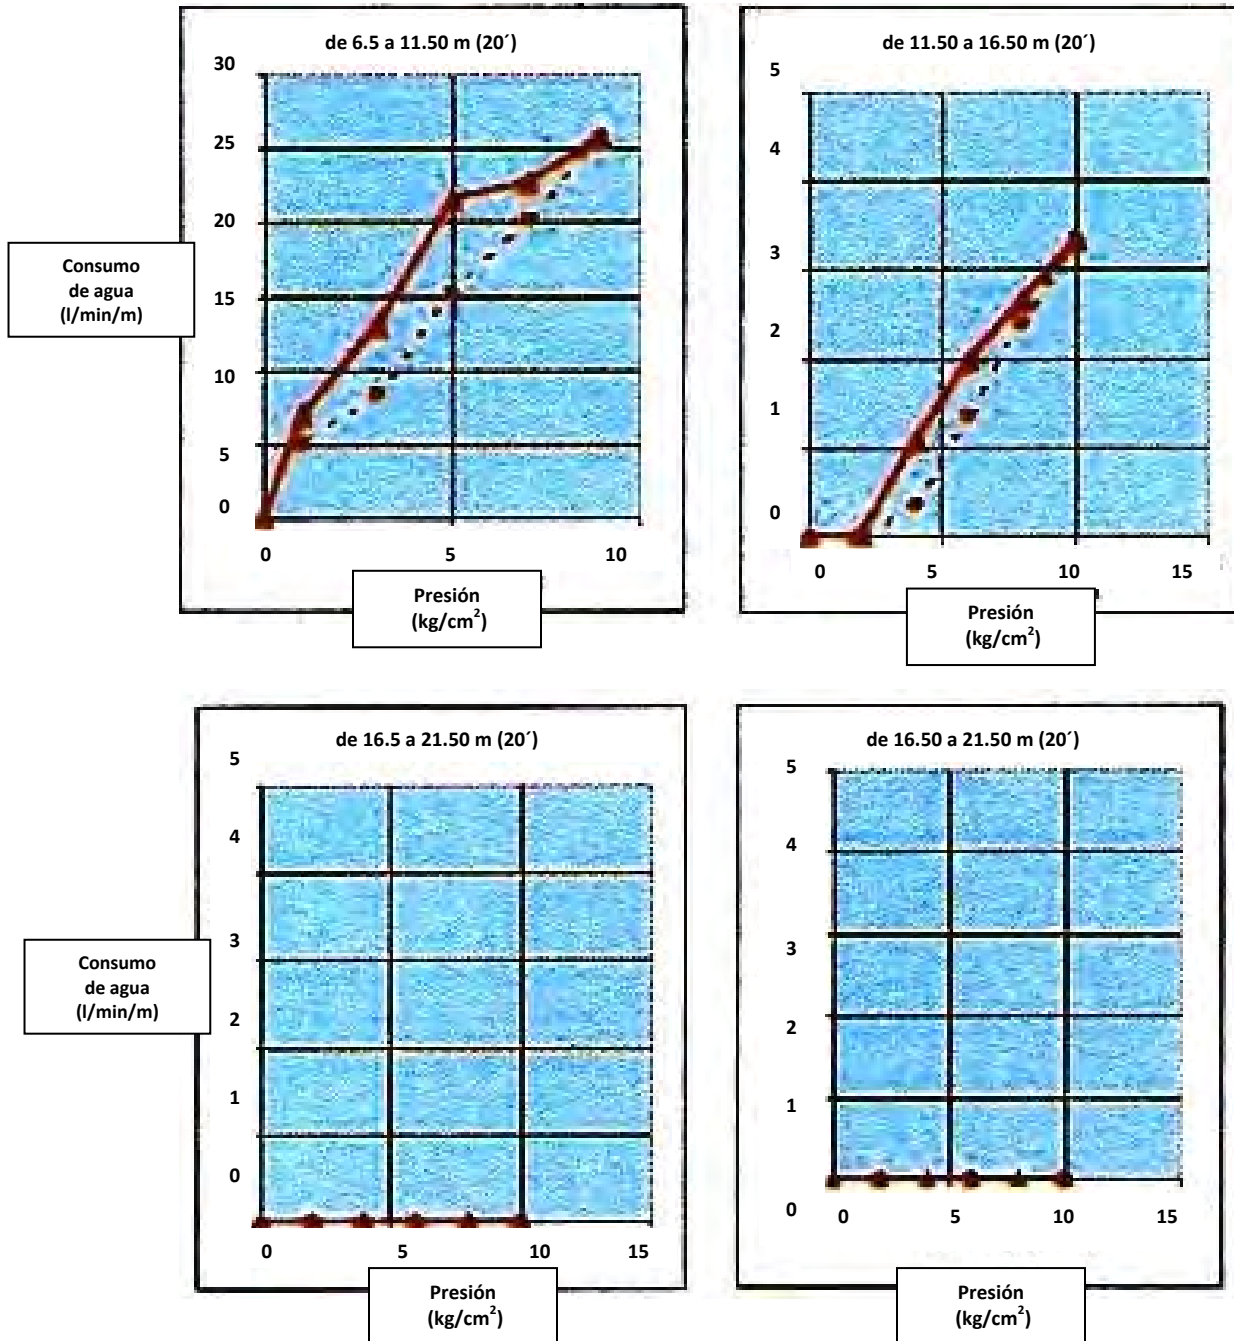 de 6.5 a 11.50 m (20´)
30
25
20
15
10
5
0
0 5 10
Consumo
de agua
(l/min/m)
Presión
(kg/cm²)
de 11.50 a 16.50 m (20´)
5
4
3
2
1
0
0 5 10 15
Presión
(kg/cm²)
de 16.5 a 21.50 m (20´)
5
4
3
2
1
0
0 5 10 15
Consumo
de agua
(l/min/m)
Presión
(kg/cm²)
de 16.50 a 21.50 m (20´)
5
4
3
2
1
0
0 5 10 15
Presión
(kg/cm²)